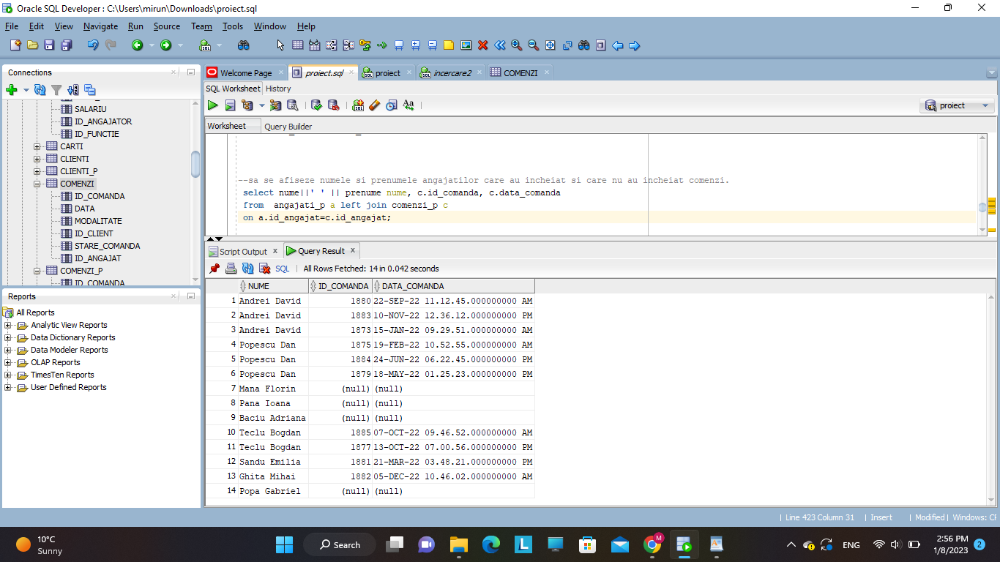 Oracle SQL Developer : C:\Users\mirun\Downloads\proiect.sql
File Edit View Navigate Run Source Team Tools Window Help
Connections
SALARIU
ID_ANGAJATOR
ID_FUNCTIE
CARTI
CLIENTI
CLIENTI_P
COMENZI
ID_COMANDA
DATA
MODALITATE
ID_CLIENT
STARE_COMANDA
ID_ANGAJAT
COMENZI_P
ID_COMANDA
Reports
All Reports
Analytic View Reports
Data Dictionary Reports
Data Modeler Reports
OLAP Reports
TimesTen Reports
User Defined Reports
Welcome Page proiect.sql proiect incercare2 COMENZI
SQL Worksheet History
proiect
Worksheet Query Builder
--sa se afiseze numele si prenumele angajatilor care au incheiat si care nu au incheiat comenzi.
select nume||' ' || prenume nume, c.id_comanda, c.data_comanda
from angajati_p a left join comenzi_p c
on a.id_angajat=c.id_angajat;
Script Output Query Result
SQL All Rows Fetched: 14 in 0.042 seconds
NUME ID_COMANDA DATA_COMANDA
1 Andrei David 1880 22-SEP-22 11.12.45.000000000 AM
2 Andrei David 1883 10-NOV-22 12.36.12.000000000 PM
3 Andrei David 1873 15-JAN-22 09.29.51.000000000 AM
4 Popescu Dan 1875 19-FEB-22 10.52.55.000000000 AM
5 Popescu Dan 1884 24-JUN-22 06.22.45.000000000 PM
6 Popescu Dan 1879 18-MAY-22 01.25.23.000000000 PM
7 Mana Florin (null) (null)
8 Pana Ioana (null) (null)
9 Baciu Adriana (null) (null)
10 Teclu Bogdan 1885 07-OCT-22 09.46.52.000000000 AM
11 Teclu Bogdan 1877 13-OCT-22 07.00.56.000000000 PM
12 Sandu Emilia 1881 21-MAR-22 03.48.21.000000000 PM
13 Ghita Mihai 1882 05-DEC-22 10.46.02.000000000 AM
14 Popa Gabriel (null) (null)
Line 423 Column 31 Insert Modified Windows:
10°C
Sunny
Search
ENG
2:56 PM
1/8/2023
2